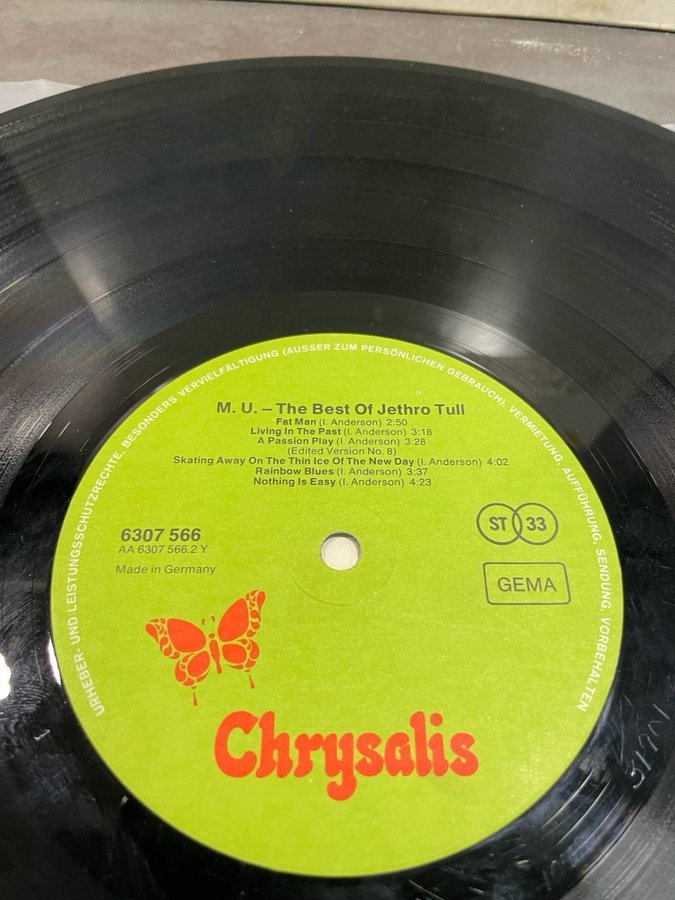 URHEBER- UND LEISTUNGSSCHUTZRECHTE, BESONDERS VERVIELFÄLTIGUNG (AUSSER ZUM PERSÖNLICHEN GEBRAUCH), VERMIETUNG, AUFFÜHRUNG, SENDUNG, VORBEHALTEN
M. U. – The Best Of Jethro Tull
Fat Man (I. Anderson) 2:50
Living In The Past (I. Anderson) 3:18
A Passion Play (I. Anderson) 3:28
(Edited Version No. 8)
Skating Away On The Thin Ice Of The New Day (I. Anderson) 4:02
Rainbow Blues (I. Anderson) 3:37
Nothing Is Easy (I. Anderson) 4:23
6307 566
AA 6307 566.2 Y
Made in Germany
ST 33
GEMA
Chrysalis